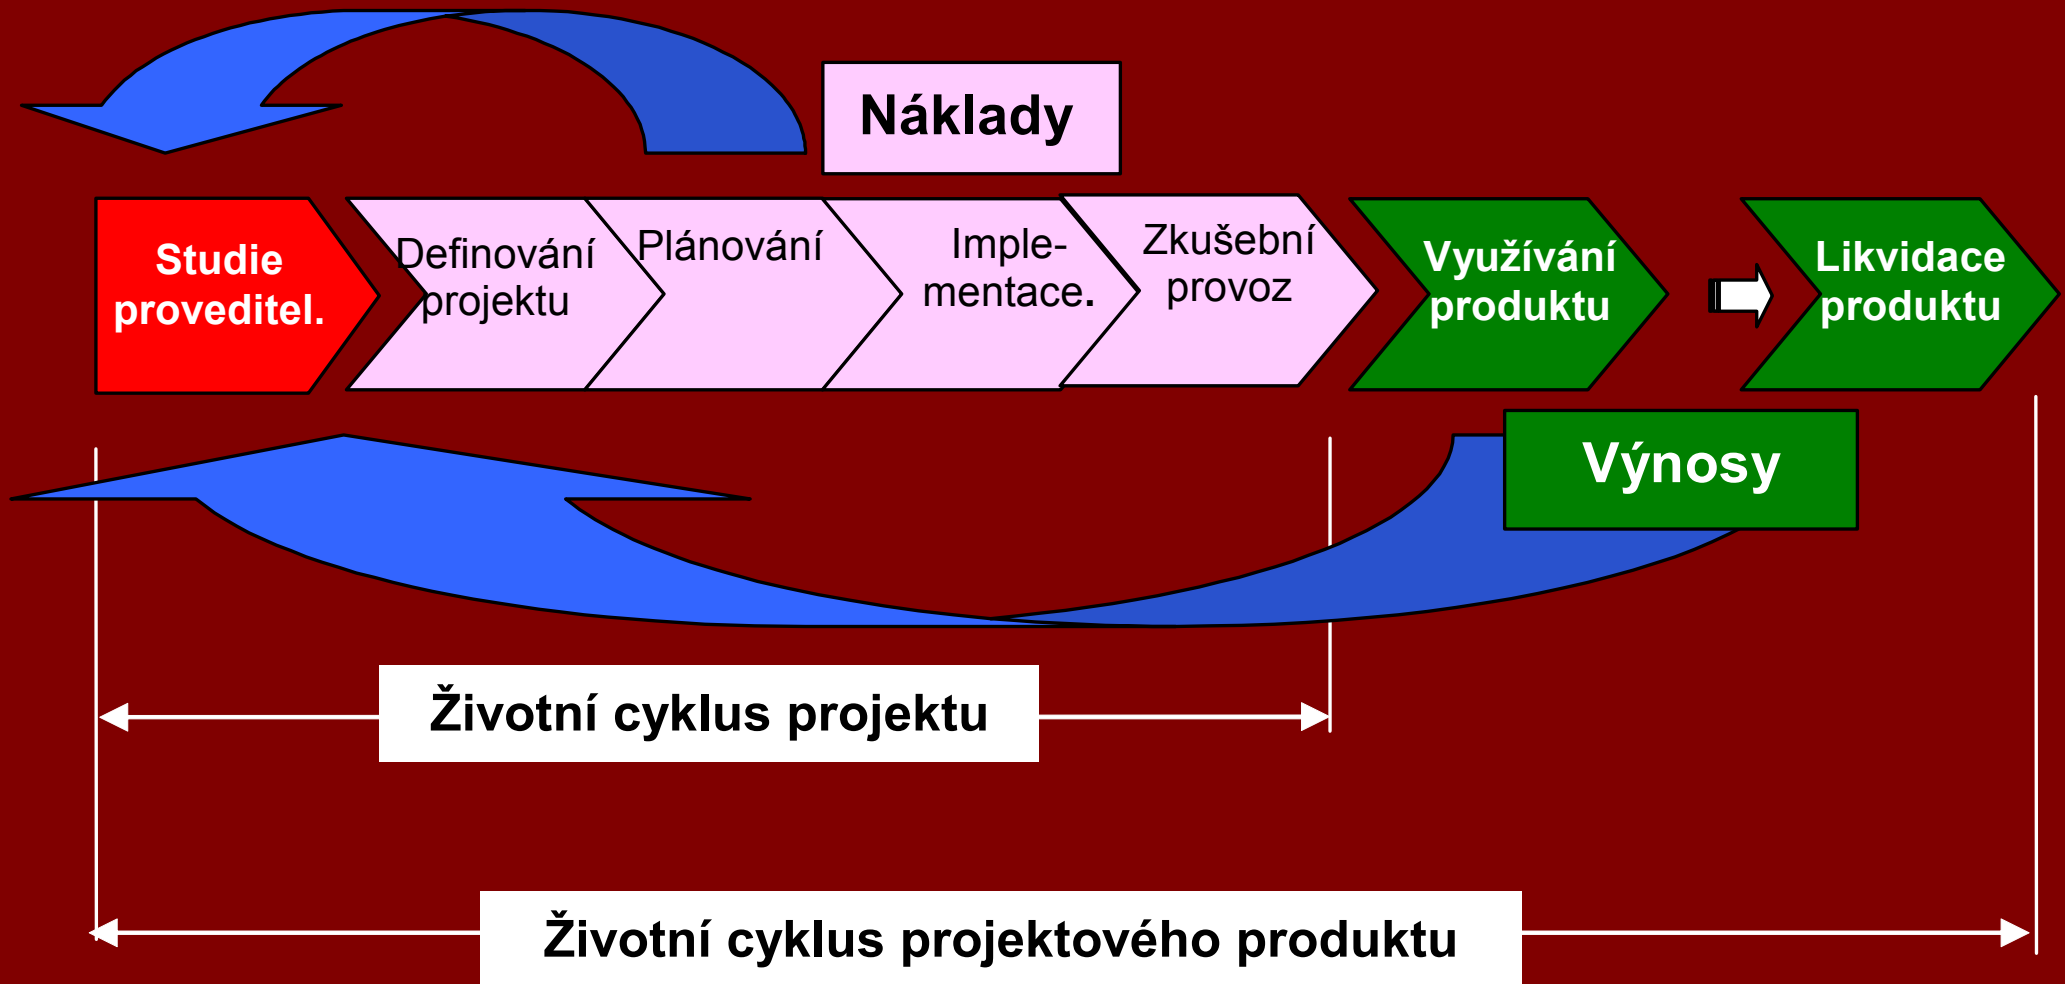 Náklady
Studie
proveditel.
Definování
projektu
Plánování
Imple-
mentace.
Zkušební
provoz
Využívání
produktu
Likvidace
produktu
Výnosy
Životní cyklus projektu
Životní cyklus projektového produktu